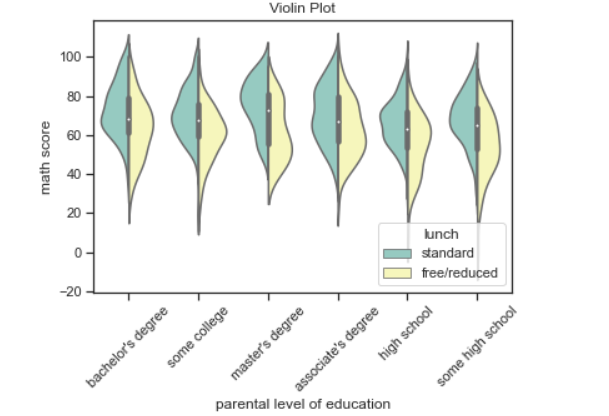 Violin Plot
100
80
60
40
20
0
−20
math score
lunch
standard
free/reduced
bachelor's degree
some college
master's degree
associate's degree
high school
some high school
parental level of education